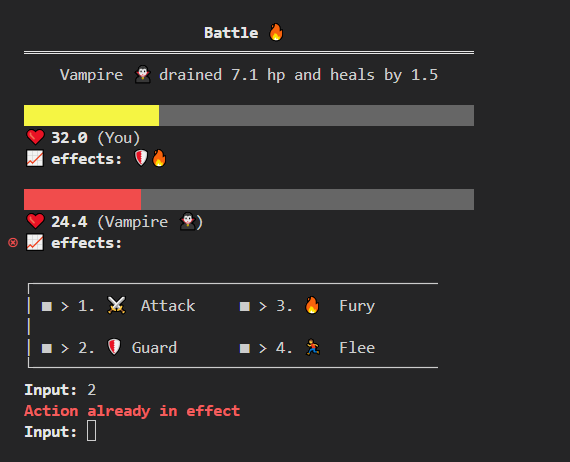 Battle 🔥
Vampire 🧛 drained 7.1 hp and heals by 1.5
❤️ 32.0 (You)
📈 effects: 🛡️🔥
❤️ 24.4 (Vampire 🧛)
📈 effects:
■ > 1. ⚔️ Attack ■ > 3. 🔥 Fury
■ > 2. 🛡️ Guard ■ > 4. 🏃 Flee
Input: 2
Action already in effect
Input: